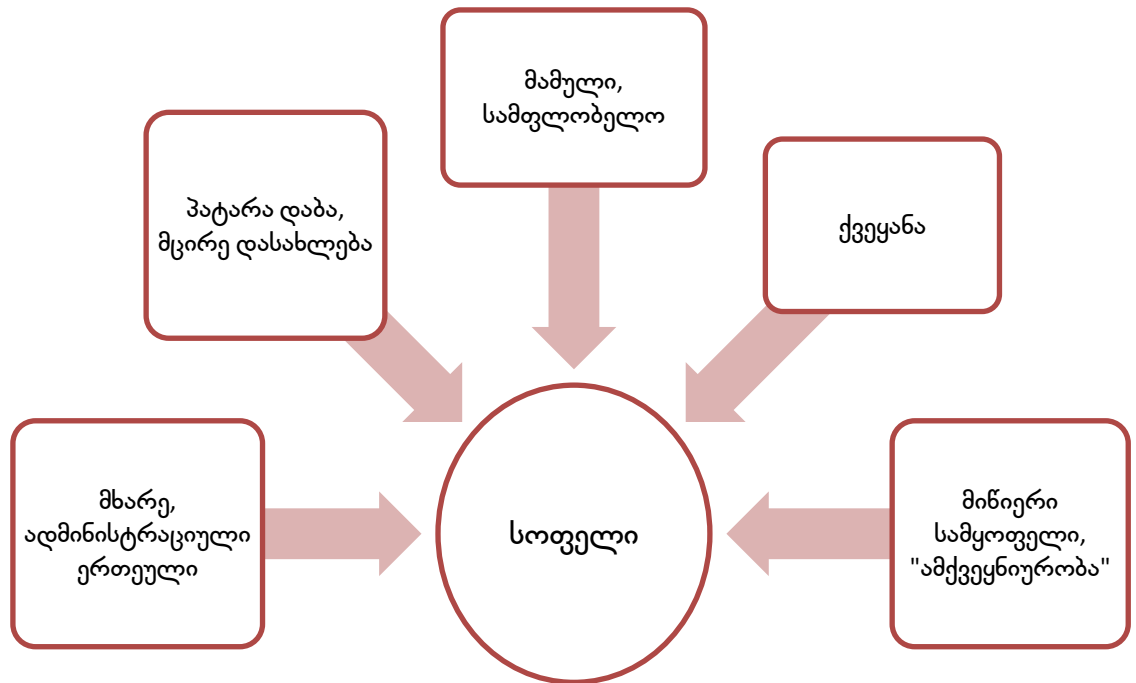 მამული,
სამფლობელო
პატარა დაბა,
მცირე დასახლება
ქვეყანა
მხარე,
ადმინისტრაციული
ერთეული
სოფელი
მიწიერი
სამყოფელი,
"ამქვეყნიურობა"